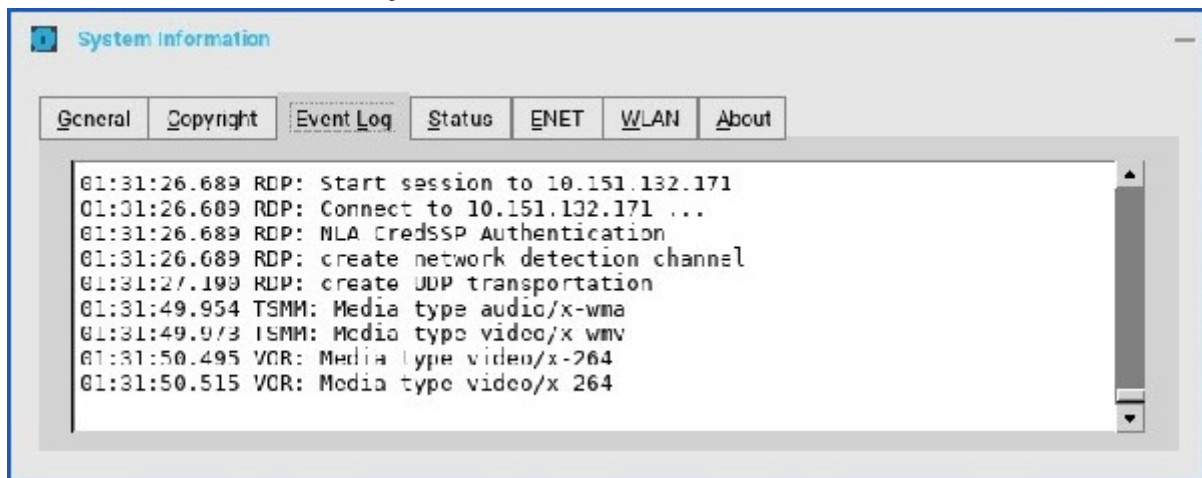 System Information
General Copyright Event Log Status ENET WLAN About
01:31:26.689 RDP: Start session to 10.151.132.171
01:31:26.689 RDP: Connect to 10.151.132.171 ...
01:31:26.689 RDP: NLA CredSSP Authentication
01:31:26.689 RDP: create network detection channel
01:31:27.199 RDP: create UDP transportation
01:31:49.954 TSMM: Media type audio/x-wma
01:31:49.973 TSMM: Media type video/x-wmv
01:31:50.495 VOR: Media type video/x-264
01:31:50.515 VOR: Media type video/x-264